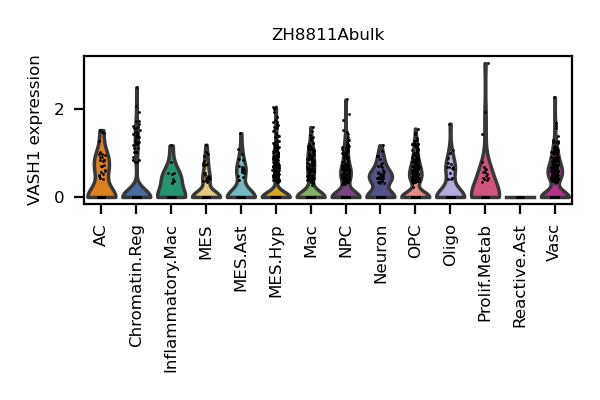 ZH8811Abulk
VASH1 expression
2
0
AC
Chromatin.Reg
Inflammatory.Mac
MES
MES.Ast
MES.Hyp
Mac
NPC
Neuron
OPC
Oligo
Prolif.Metab
Reactive.Ast
Vasc